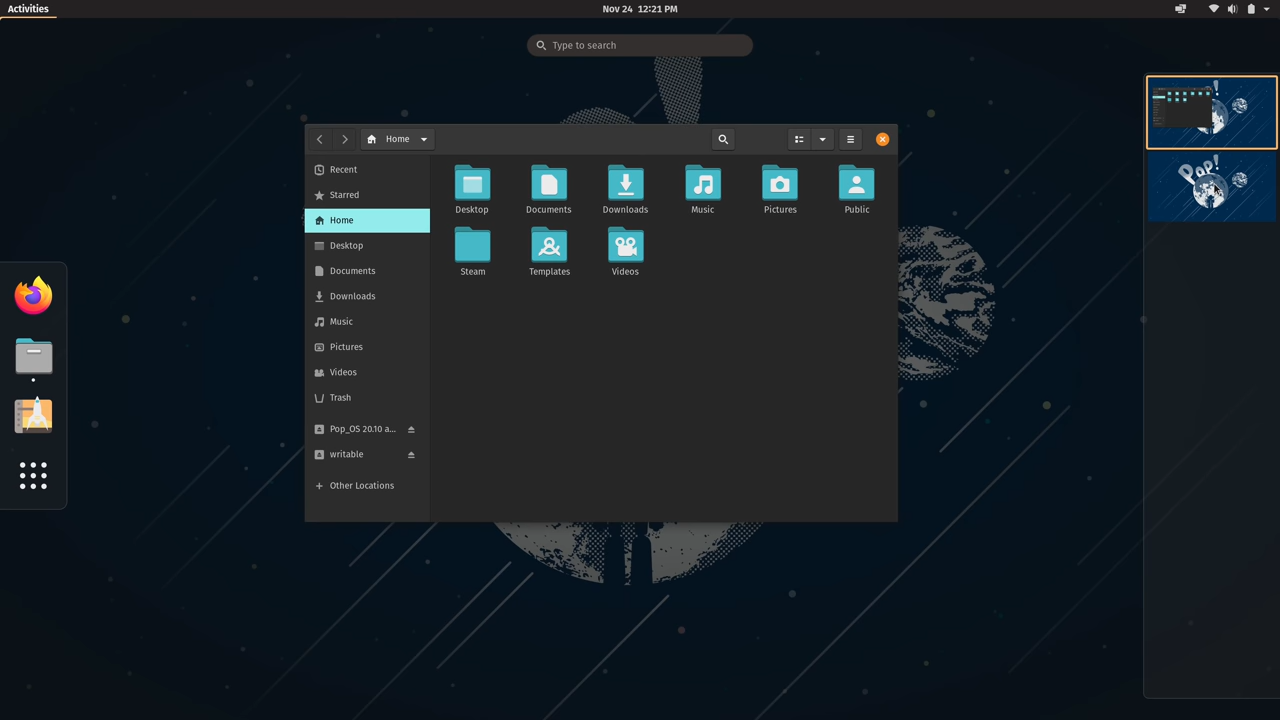 Activities
Nov 24 12:21 PM
Type to search
Home
Recent
Starred
Home
Desktop
Documents
Downloads
Music
Pictures
Videos
Trash
Pop_OS 20.10 a...
writable
Other Locations
Desktop
Documents
Downloads
Music
Pictures
Public
Steam
Templates
Videos
Pop!